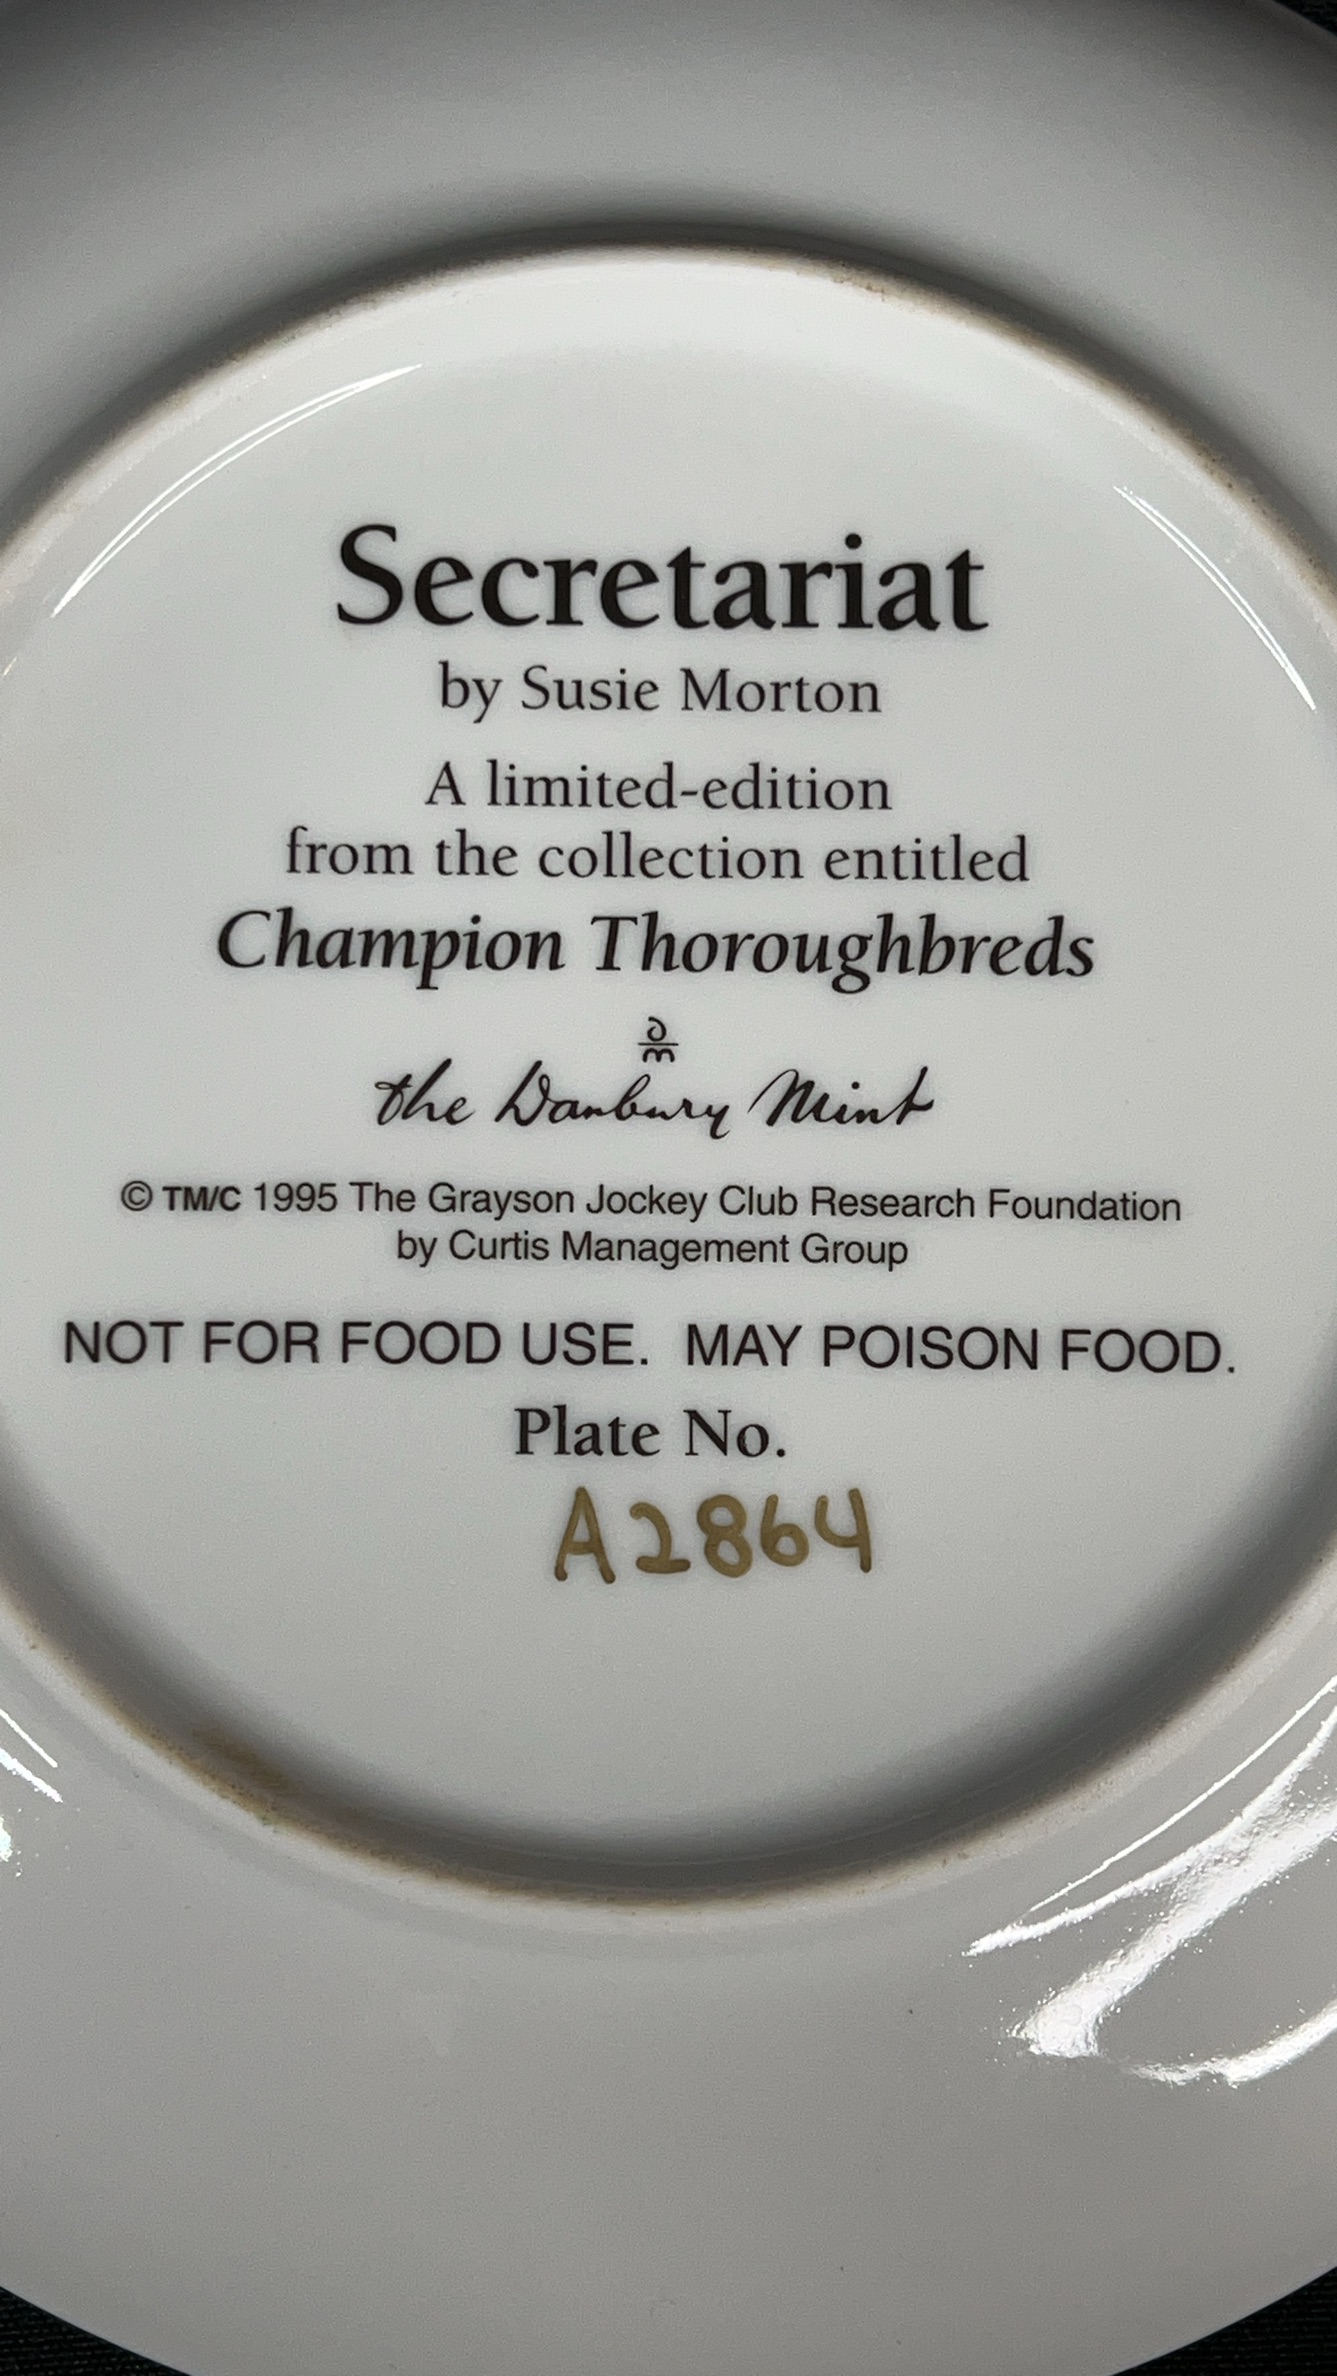 Secretariat
by Susie Morton
A limited-edition
from the collection entitled
Champion Thoroughbreds
dm
the Danbury Mint
© TM/C 1995 The Grayson Jockey Club Research Foundation
by Curtis Management Group
NOT FOR FOOD USE. MAY POISON FOOD.
Plate No.
A2864